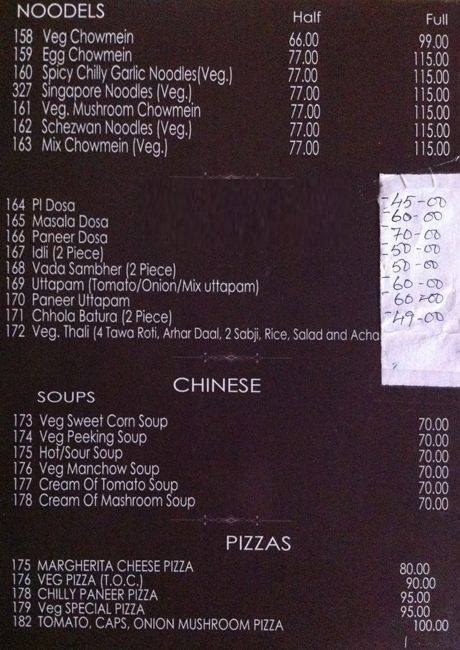 NOODELS Half Full
158 Veg Chowmein 66.00 99.00
159 Egg Chowmein 77.00 115.00
160 Spicy Chilly Garlic Noodles(Veg.) 77.00 115.00
327 Singapore Noodles (Veg.) 77.00 115.00
161 Veg. Mushroom Chowmein 77.00 115.00
162 Schezwan Noodles (Veg.) 77.00 115.00
163 Mix Chowmein (Veg.) 77.00 115.00
164 Pl Dosa -45-00
165 Masala Dosa -60-00
166 Paneer Dosa 70-00
167 Idli (2 Piece) -50-00
168 Vada Sambher (2 Piece) 50-00
169 Uttapam (Tomato/Onion/Mix uttapam) -60-00
170 Paneer Uttapam -60-00
171 Chhola Batura (2 Piece) -49-00
172 Veg. Thali (4 Tawa Roti, Arhar Daal, 2 Sabji, Rice, Salad and Acha
CHINESE
SOUPS
173 Veg Sweet Corn Soup 70.00
174 Veg Peeking Soup 70.00
175 Hot/Sour Soup 70.00
176 Veg Manchow Soup 70.00
177 Cream Of Tomato Soup 70.00
178 Cream Of Mashroom Soup 70.00
PIZZAS
175 MARGHERITA CHEESE PIZZA 80.00
176 VEG PIZZA (T.O.C.) 90.00
178 CHILLY PANEER PIZZA 95.00
179 Veg SPECIAL PIZZA 95.00
182 TOMATO, CAPS, ONION MUSHROOM PIZZA 100.00